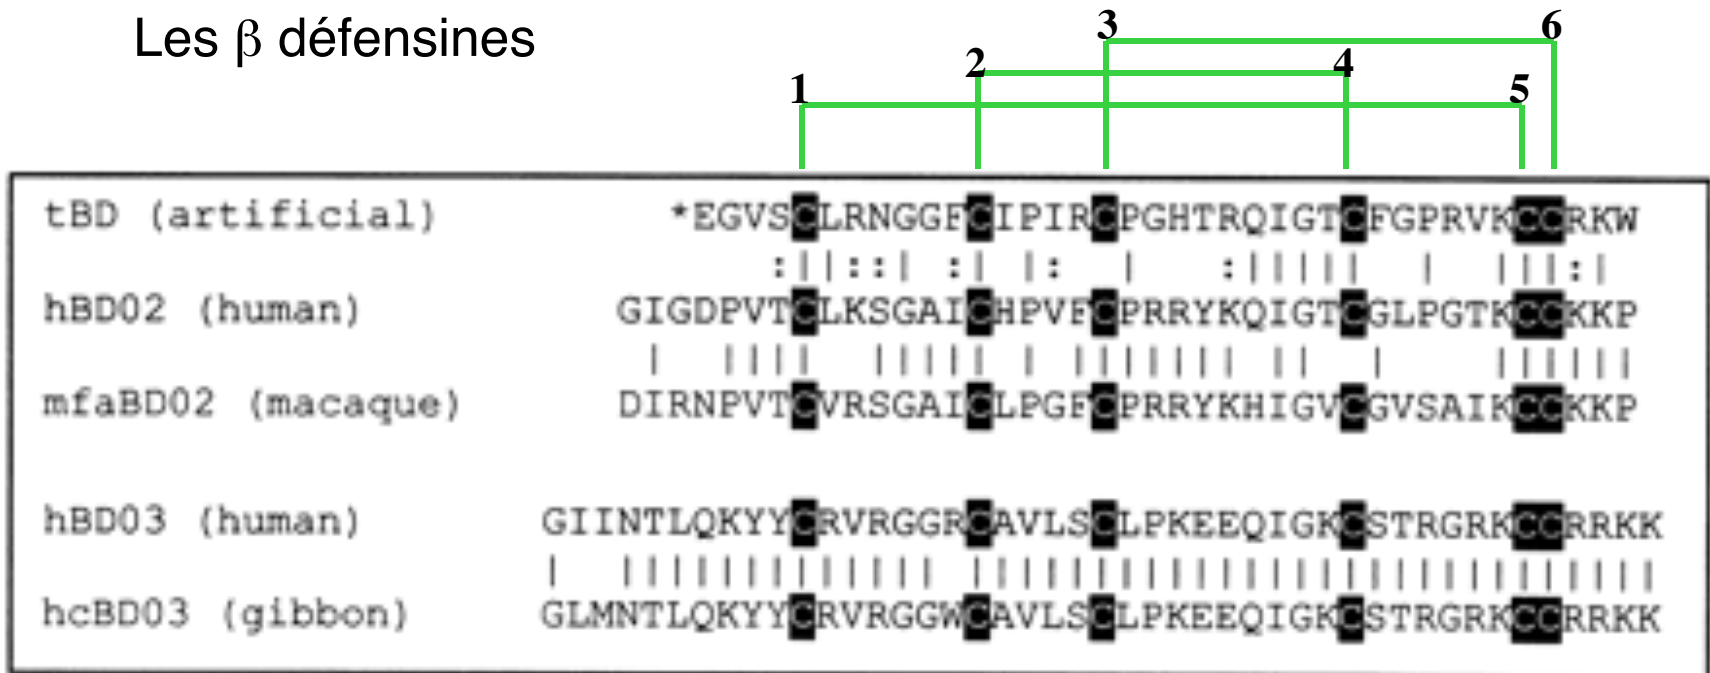 Les β défensines
3 6
2 4
1 5
tBD (artificial) *EGVSCLRNGGFCIPIRCPGHTRQIGTCFGPRVKCCRKW
:||::| :| |: | :||||| | |||:|
hBD02 (human) GIGDPVTCLKSGAICHPVFCPRRYKQIGTCGLPGTKCCKKP
| |||| ||||| | ||||||| || | ||||||
mfaBD02 (macaque) DIRNPVTCVRSGAICLPGFCPRRYKHIGVCGVSAIKCCKKP
hBD03 (human) GIINTLQKYYCRVRGGRCAVLSCLPKEEQIGKCSTRGRKCCRRKK
| ||||||||||||| ||||||||||||||||||||||||||||
hcBD03 (gibbon) GLMNTLQKYYCRVRGGWCAVLSCLPKEEQIGKCSTRGRKCCRRKK